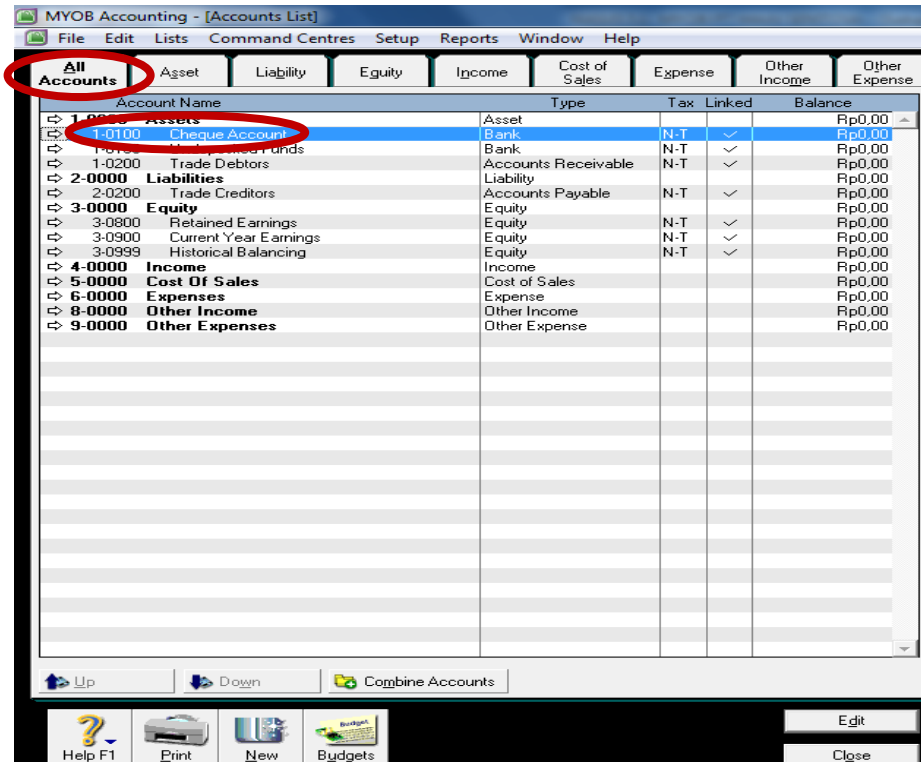 MYOB Accounting - [Accounts List]
File Edit Lists Command Centres Setup Reports Window Help
All Accounts Asset Liability Equity Income Cost of Sales Expense Other Income Other Expense
Account Name Type Tax Linked Balance
1-0000 Assets Asset Rp0,00
1-0100 Cheque Account Bank N-T Rp0,00
Funds Bank N-T Rp0,00
1-0200 Trade Debtors Accounts Receivable N-T Rp0,00
2-0000 Liabilities Liability Rp0,00
2-0200 Trade Creditors Accounts Payable N-T Rp0,00
3-0000 Equity Equity Rp0,00
3-0800 Retained Earnings Equity N-T Rp0,00
3-0900 Current Year Earnings Equity N-T Rp0,00
3-0999 Historical Balancing Equity N-T Rp0,00
4-0000 Income Income Rp0,00
5-0000 Cost Of Sales Cost of Sales Rp0,00
6-0000 Expenses Expense Rp0,00
8-0000 Other Income Other Income Rp0,00
9-0000 Other Expenses Other Expense Rp0,00
Up Down Combine Accounts
Budget
Edit
Help F1 Print New Budgets Close